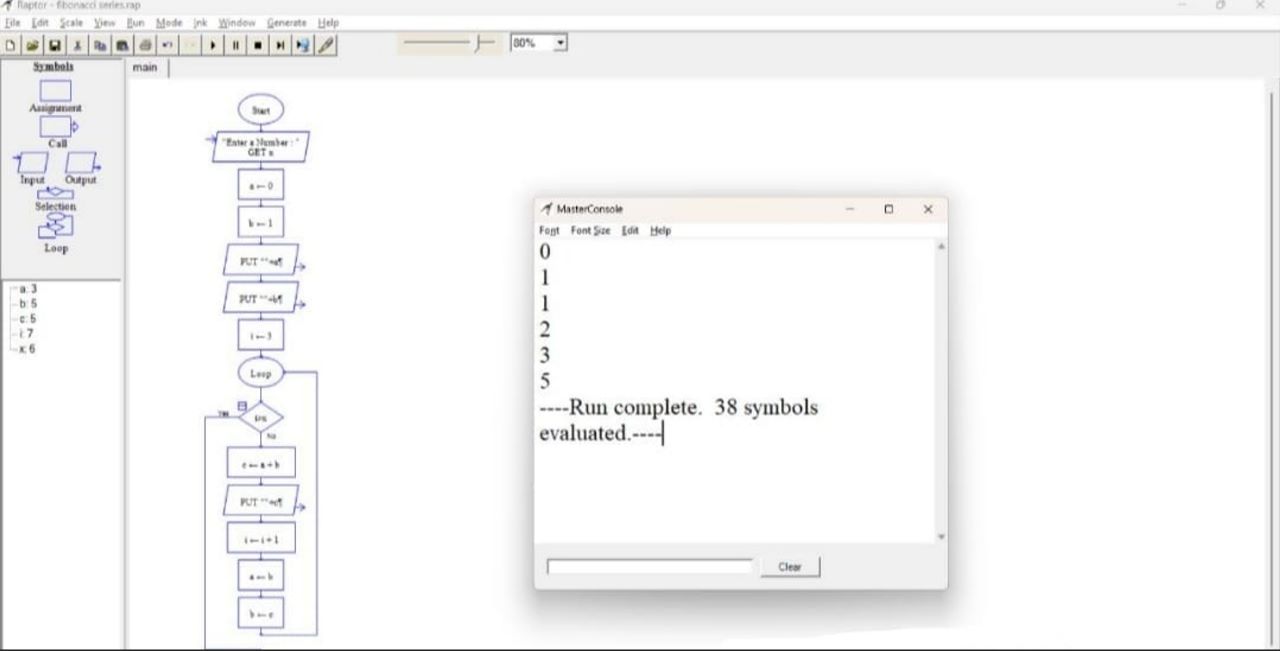 Raptor - fibonacci series.rap
File Edit Scale View Run Mode Ink Window Generate Help
80%
Symbols
Assignment
Call
Input Output
Selection
Loop
a: 3
b: 5
c: 5
i: 7
x: 6
main
Start
"Enter a Number : "
GET x
a←0
b←1
PUT ""+a¶
PUT ""+b¶
i←3
Loop
Yes
i>x
No
c←a+b
PUT ""+c¶
i←i+1
a←b
b←c
MasterConsole
Font Font Size Edit Help
0
1
1
2
3
5
----Run complete. 38 symbols
evaluated.----
Clear